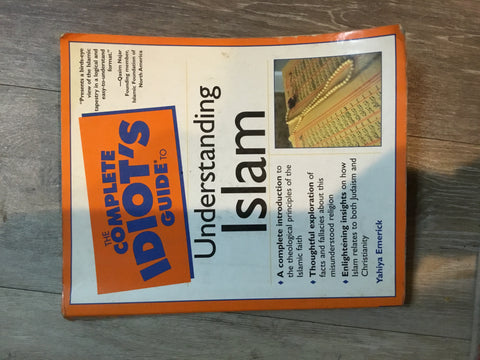 "Presents a birds-eye
view of the Islamic
tapestry in a logical and
easy-to-understand
format."
—Qasim Najar
Founding member,
Islamic Foundation of
North America
THE
COMPLETE
IDIOT'S
GUIDE® TO
Understanding
Islam
♦ A complete introduction to
the theological principles of the
Islamic faith
♦ Thoughtful exploration of
facts and fallacies about this
misunderstood religion
♦ Enlightening insights on how
Islam relates to both Judaism and
Christianity
Yahiya Emerick